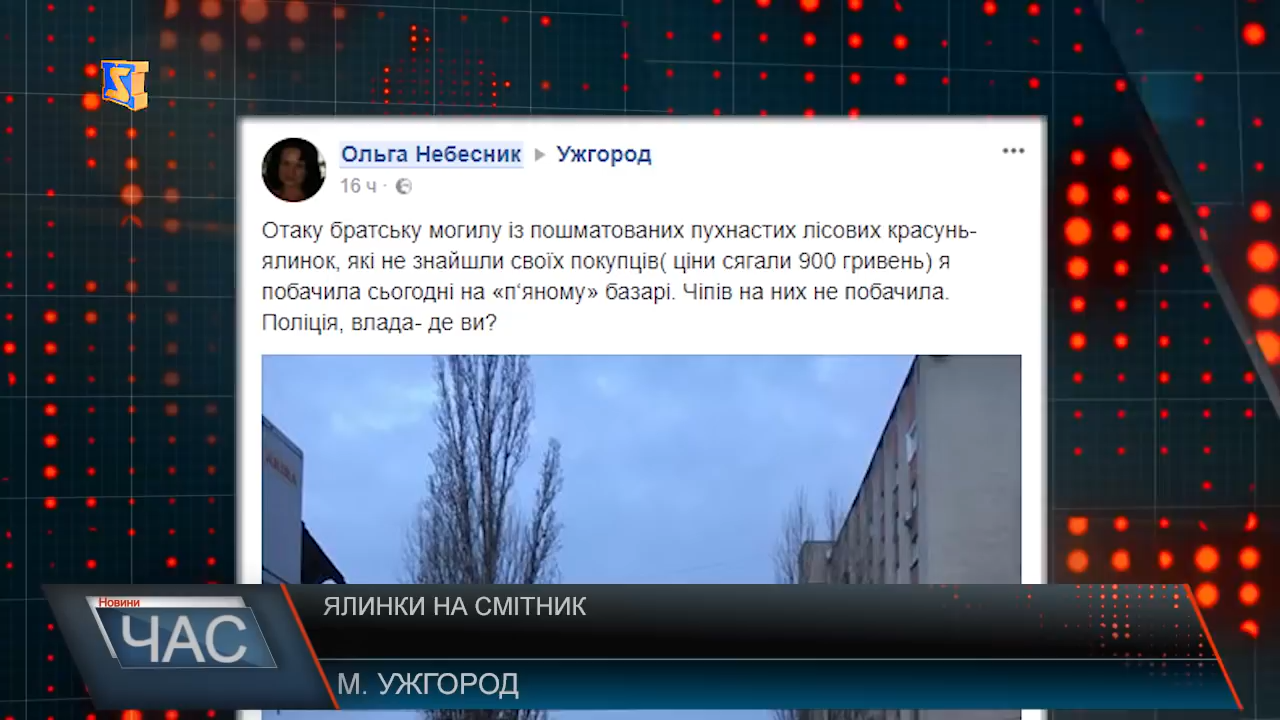 Ольга Небесник ▸ Ужгород
16 ч ·
Отаку братську могилу із пошматованих пухнастих лісових красунь-
ялинок, які не знайшли своїх покупців( ціни сягали 900 гривень) я
побачила сьогодні на «п‘яному» базарі. Чіпів на них не побачила.
Поліція, влада- де ви?
Новини
ЧАС
ЯЛИНКИ НА СМІТНИК
М. УЖГОРОД